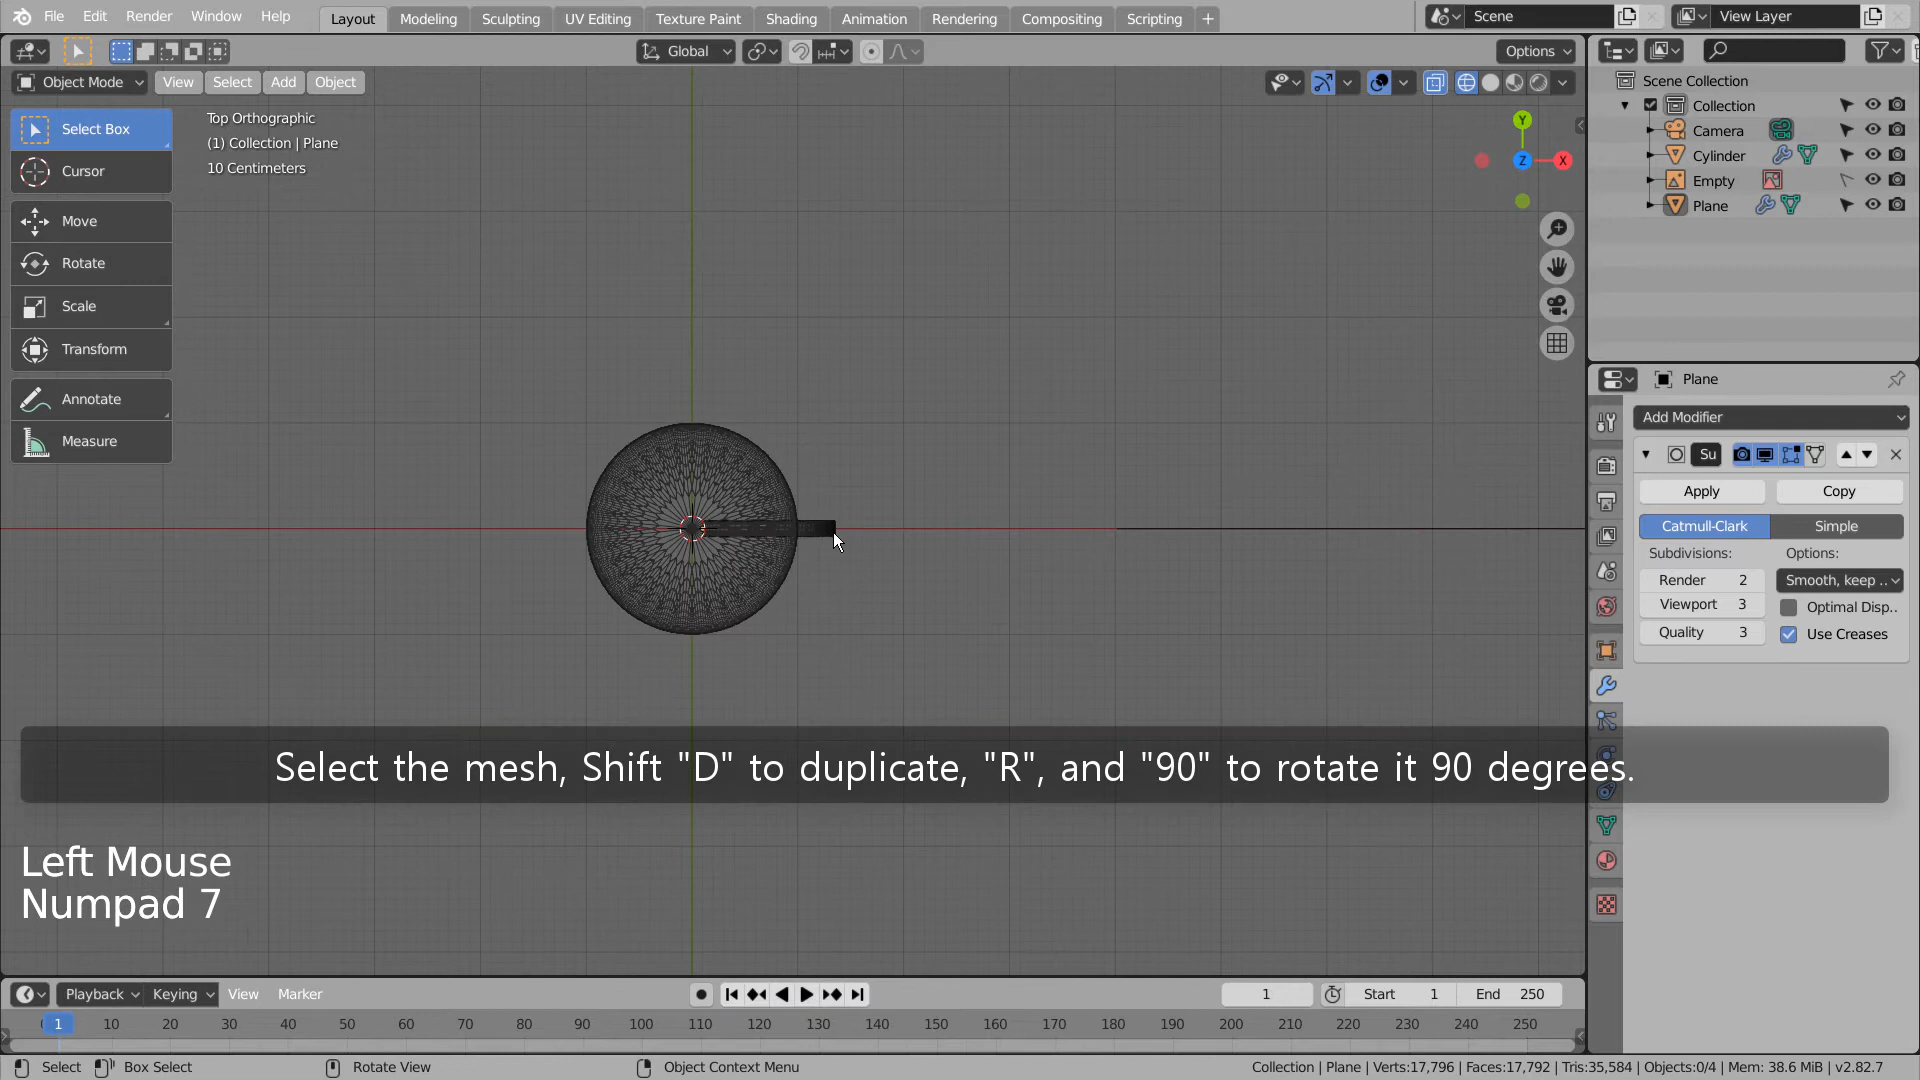 File Edit Render Window Help Layout Modeling Sculpting UV Editing Texture Paint Shading Animation Rendering Compositing Scripting + Scene View Layer
Global Options
Object Mode View Select Add Object
Select Box
Cursor
Move
Rotate
Scale
Transform
Annotate
Measure
Top Orthographic
(1) Collection | Plane
10 Centimeters
Y
Z
X
Scene Collection
Collection
Camera
Cylinder
Empty
Plane
Plane
Add Modifier
Su
Apply Copy
Catmull-Clark Simple
Subdivisions: Options:
Render 2 Smooth, keep ..
Viewport 3 Optimal Disp..
Quality 3 Use Creases
Select the mesh, Shift "D" to duplicate, "R", and "90" to rotate it 90 degrees.
Left Mouse
Numpad 7
Playback Keying View Marker 1 Start 1 End 250
1 10 20 30 40 50 60 70 80 90 100 110 120 130 140 150 160 170 180 190 200 210 220 230 240 250
Select Box Select Rotate View Object Context Menu Collection | Plane | Verts:17,796 | Faces:17,792 | Tris:35,584 | Objects:0/4 | Mem: 38.6 MiB | v2.82.7